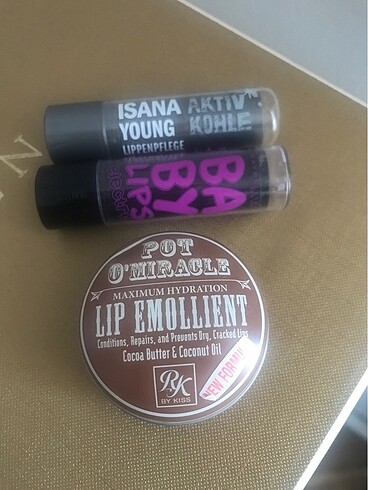 ISANA AKTIV
YOUNG KOHLE
LIPPENPFLEGE
BA
BY
LIPS
POT
O'MIRACLE
MAXIMUM HYDRATION
LIP EMOLLIENT
Conditions, Repairs, and Prevents Dry, Cracked Lips
Cocoa Butter & Coconut Oil
RK
BY KISS